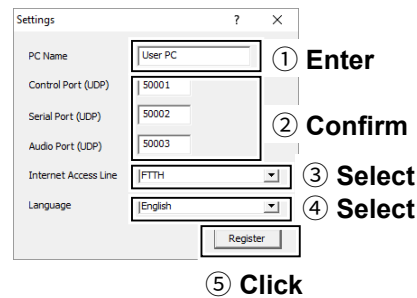 Settings ? ×
PC Name User PC ① Enter
Control Port (UDP) 50001
Serial Port (UDP) 50002 ② Confirm
Audio Port (UDP) 50003
Internet Access Line FTTH ③ Select
Language English ④ Select
Register
⑤ Click